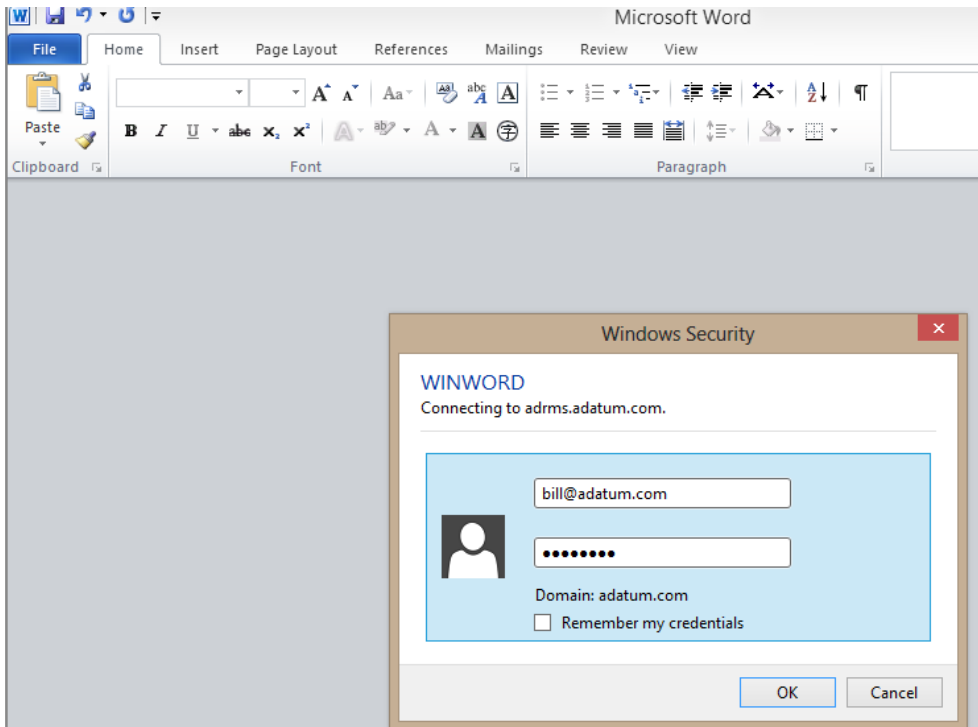 Microsoft Word
File Home Insert Page Layout References Mailings Review View
Paste
Clipboard Font Paragraph
Windows Security
WINWORD
Connecting to adrms.adatum.com.
bill@adatum.com
••••••••
Domain: adatum.com
Remember my credentials
OK Cancel